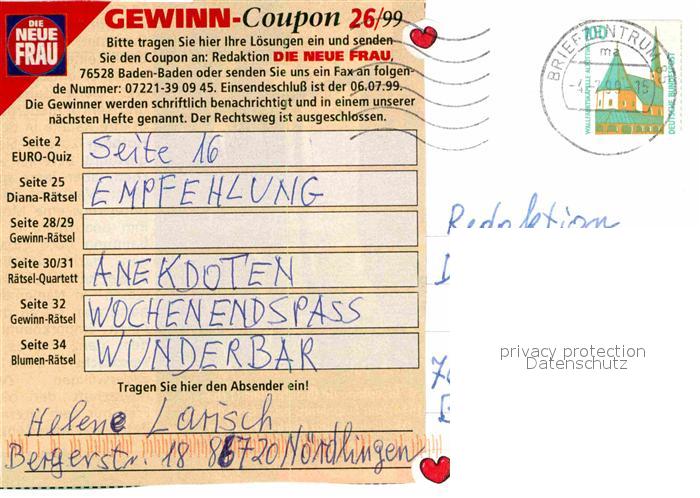 DIE
NEUE
FRAU
GEWINN-Coupon 26/99
Bitte tragen Sie hier Ihre Lösungen ein und senden
Sie den Coupon an: Redaktion DIE NEUE FRAU,
76528 Baden-Baden oder senden Sie uns ein Fax an folgen-
de Nummer: 07221-39 09 45. Einsendeschluß ist der 06.07.99.
Die Gewinner werden schriftlich benachrichtigt und in einem unserer
nächsten Hefte genannt. Der Rechtsweg ist ausgeschlossen.
Seite 2
EURO-Quiz
Seite 16
Seite 25
Diana-Rätsel
EMPFEHLUNG
Seite 28/29
Gewinn-Rätsel
Seite 30/31
Rätsel-Quartett
ANEKDOTEN
Seite 32
Gewinn-Rätsel
WOCHENENDSPASS
Seite 34
Blumen-Rätsel
WUNDERBAR
Tragen Sie hier den Absender ein!
Helene Larisch
Bergerstr. 18 86720 Nördlingen
BRIEFZENTRUM
ma
100
WALLFAHRTSKAPELLE ALTÖTTING
DEUTSCHE BUNDESPOST
Redaktion
privacy protection
Datenschutz